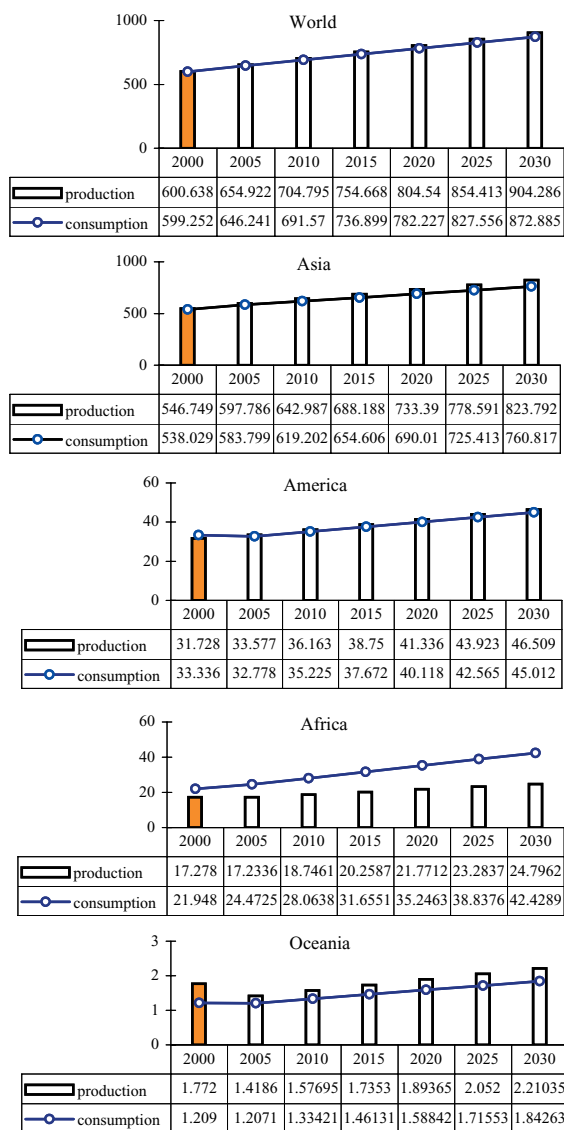 World
1000
500
0
2000 2005 2010 2015 2020 2025 2030
production 600.638 654.922 704.795 754.668 804.54 854.413 904.286
consumption 599.252 646.241 691.57 736.899 782.227 827.556 872.885
Asia
1000
500
0
2000 2005 2010 2015 2020 2025 2030
production 546.749 597.786 642.987 688.188 733.39 778.591 823.792
consumption 538.029 583.799 619.202 654.606 690.01 725.413 760.817
America
60
40
20
0
2000 2005 2010 2015 2020 2025 2030
production 31.728 33.577 36.163 38.75 41.336 43.923 46.509
consumption 33.336 32.778 35.225 37.672 40.118 42.565 45.012
Africa
60
40
20
0
2000 2005 2010 2015 2020 2025 2030
production 17.278 17.2336 18.7461 20.2587 21.7712 23.2837 24.7962
consumption 21.948 24.4725 28.0638 31.6551 35.2463 38.8376 42.4289
Oceania
3
2
1
0
2000 2005 2010 2015 2020 2025 2030
production 1.772 1.4186 1.57695 1.7353 1.89365 2.052 2.21035
consumption 1.209 1.2071 1.33421 1.46131 1.58842 1.71553 1.84263